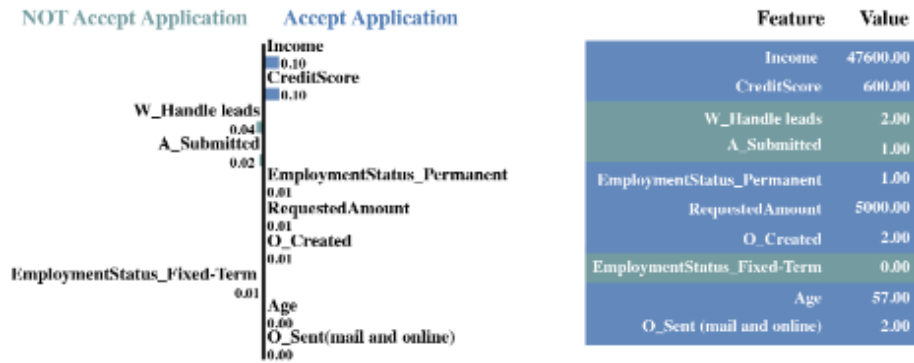 NOT Accept Application Accept Application
Income
0.10
CreditScore
0.10
W_Handle leads
0.04
A_Submitted
0.02
EmploymentStatus_Permanent
0.01
RequestedAmount
0.01
O_Created
0.01
EmploymentStatus_Fixed-Term
0.01
Age
0.00
O_Sent(mail and online)
0.00
Feature Value
Income 47600.00
CreditScore 600.00
W_Handle leads 2.00
A_Submitted 1.00
EmploymentStatus_Permanent 1.00
RequestedAmount 5000.00
O_Created 2.00
EmploymentStatus_Fixed-Term 0.00
Age 57.00
O_Sent (mail and online) 2.00